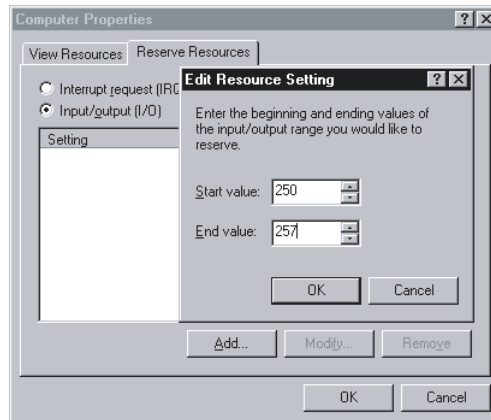 Computer Properties
View Resources
Reserve Resources
Interrupt request (IRQ
Input/output (I/O)
Setting
Edit Resource Setting
Enter the beginning and ending values of
the input/output range you would like to
reserve.
Start value: 250
End value: 257
OK
Cancel
Add...
Modify...
Remove
OK
Cancel